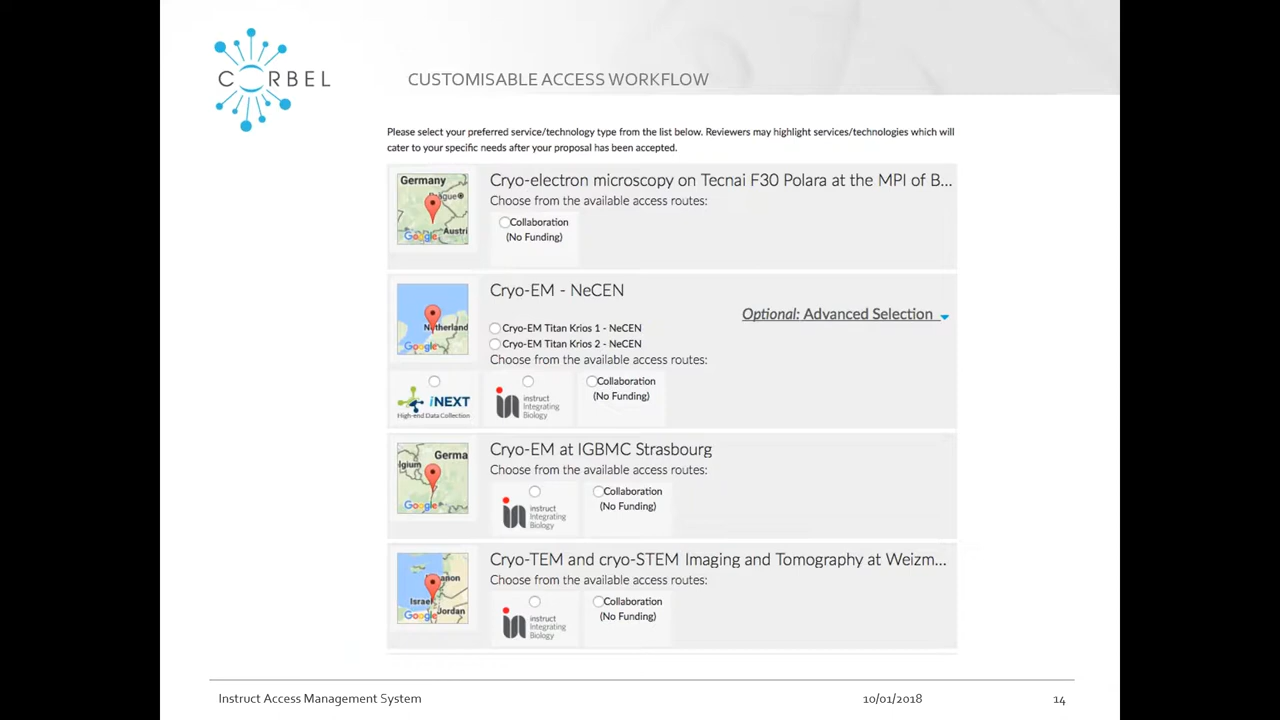 CORBEL
CUSTOMISABLE ACCESS WORKFLOW
Please select your preferred service/technology type from the list below. Reviewers may highlight services/technologies which will
cater to your specific needs after your proposal has been accepted.
Germany
Austri
Google
Cryo-electron microscopy on Tecnai F30 Polara at the MPI of B...
Choose from the available access routes:
Collaboration
(No Funding)
Google
Cryo-EM - NeCEN
Optional: Advanced Selection
Cryo-EM Titan Krios 1 - NeCEN
Cryo-EM Titan Krios 2 - NeCEN
Choose from the available access routes:
iNEXT
High-end Data Collection
instruct
Integrating
Biology
Collaboration
(No Funding)
Germa
lgium
Google
Cryo-EM at IGBMC Strasbourg
Choose from the available access routes:
instruct
Integrating
Biology
Collaboration
(No Funding)
anon
Israel
Jordan
Google
Cryo-TEM and cryo-STEM Imaging and Tomography at Weizm...
Choose from the available access routes:
instruct
Integrating
Biology
Collaboration
(No Funding)
Instruct Access Management System
10/01/2018
14